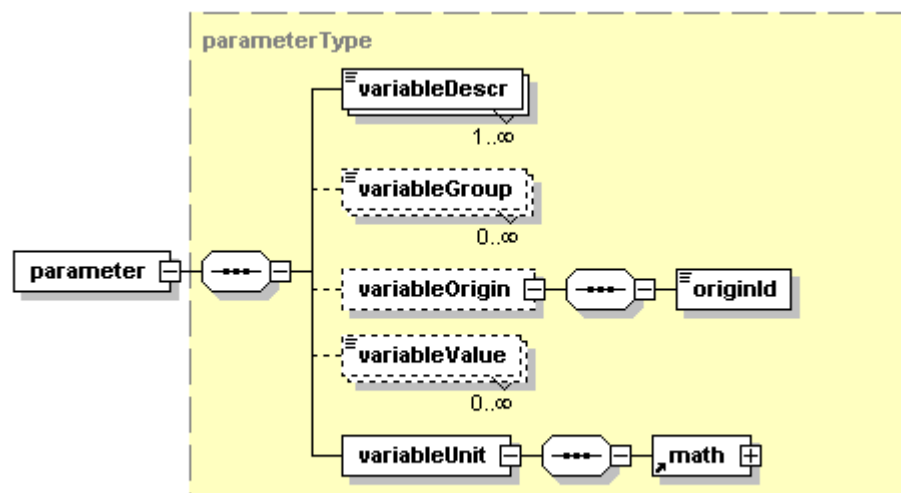 parameterType
variableDescr
1..∞
variableGroup
0..∞
parameter
variableOrigin
originId
variableValue
0..∞
variableUnit
math